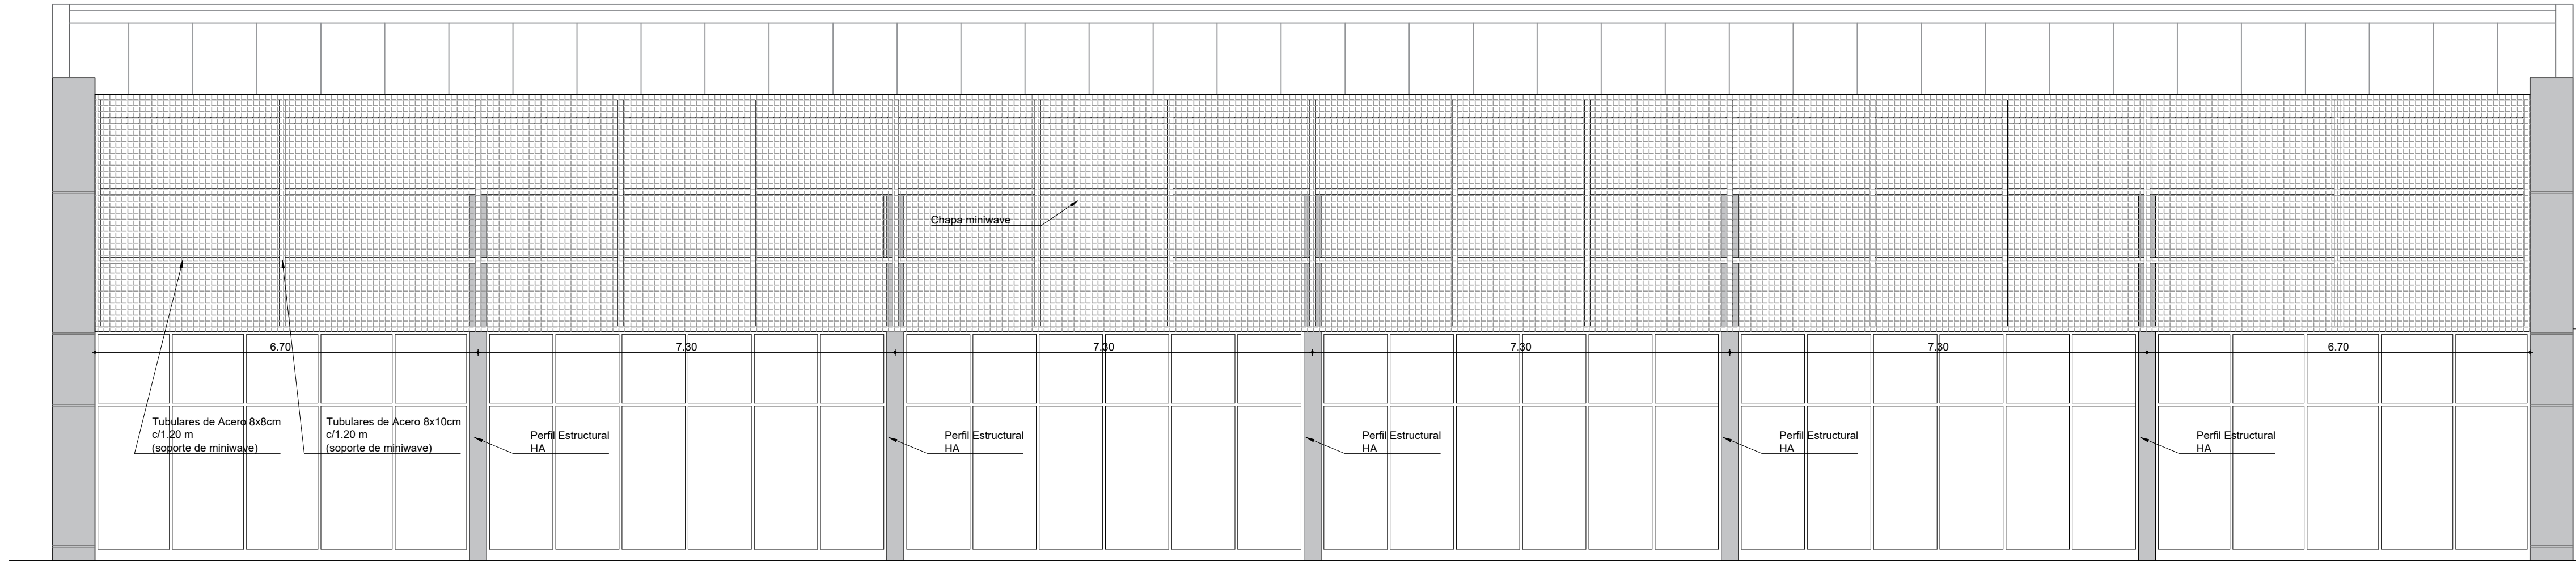 Chapa miniwave
6.70
7.30
7.30
7.30
7.30
6.70
Tubulares de Acero 8x8cm
c/1.20 m
(soporte de miniwave)
Tubulares de Acero 8x10cm
c/1.20 m
(soporte de miniwave)
Perfil Estructural
HA
Perfil Estructural
HA
Perfil Estructural
HA
Perfil Estructural
HA
Perfil Estructural
HA